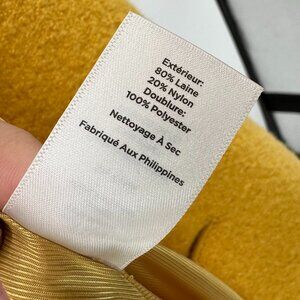 Extérieur:
80% Laine
20% Nylon
Doublure:
100% Polyester
Nettoyage À Sec
Fabriqué Aux Philippines